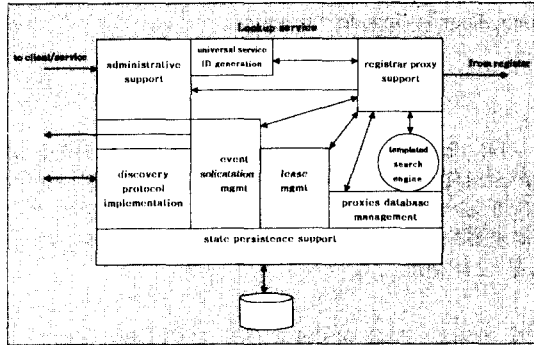 Lookup service
to client/service
administrative
support
universal service
ID generation
registrar proxy
support
from register
discovery
protocol
implementation
event
solicitation
mgmt
lease
mgmt
templated
search
engine
proxies database
management
state persistence support